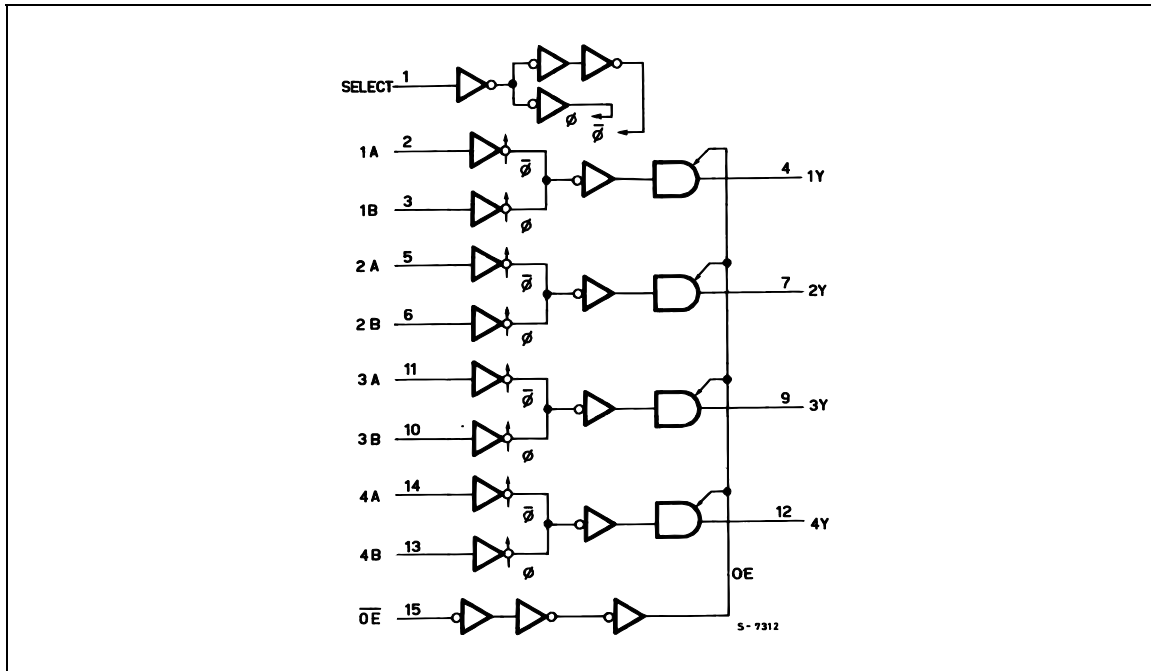 SELECT 1
ø
ø̅
1A 2
ø̅
4 1Y
1B 3
ø
2A 5
ø̅
7 2Y
2B 6
ø
3A 11
ø̅
9 3Y
3B 10
ø
4A 14
ø̅
12 4Y
4B 13
ø
OE
O̅E̅ 15
S-7312